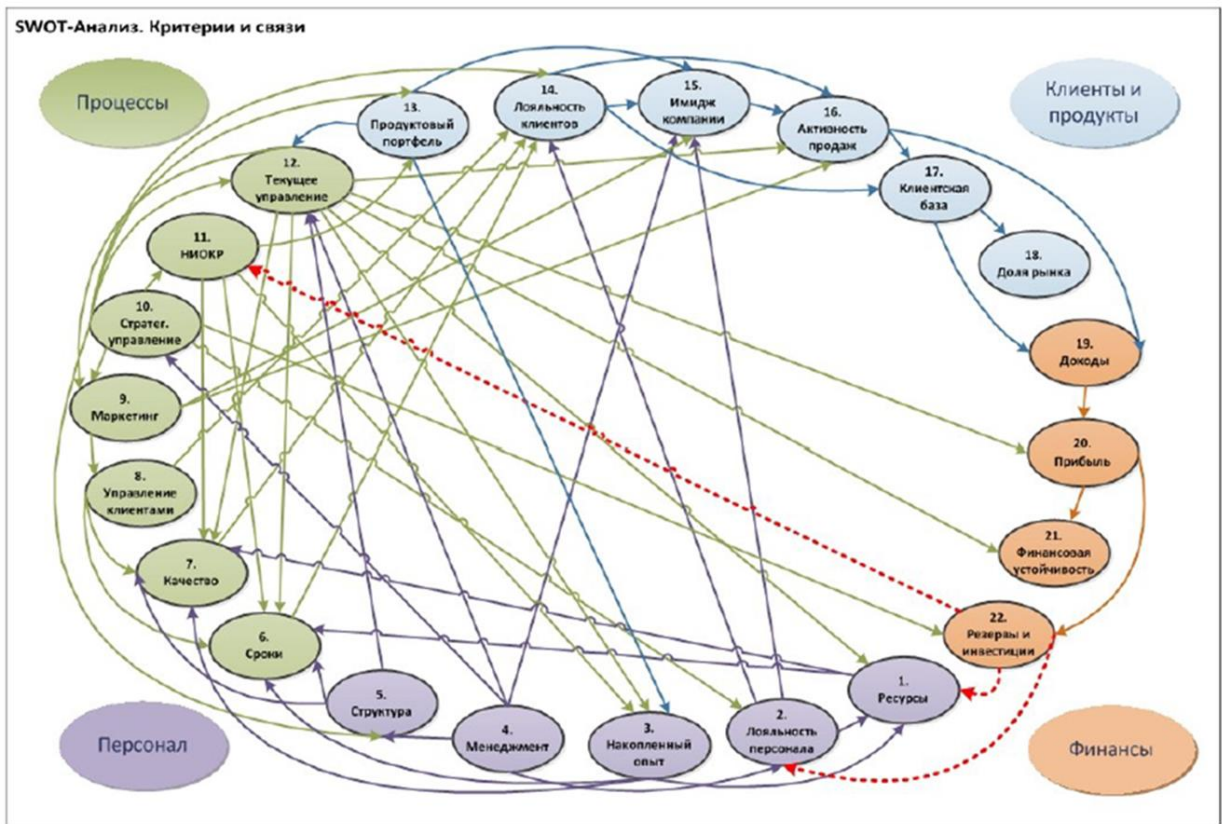 SWOT-Анализ. Критерии и связи
Процессы
Клиенты и
продукты
13.
Продуктовый
портфель
14.
Лояльность
клиентов
15.
Имидж
компании
16.
Активность
продаж
12.
Текущее
управление
17.
Клиентская
база
11.
НИОКР
18.
Доля рынка
10.
Стратег.
управление
19.
Доходы
9.
Маркетинг
20.
Прибыль
8.
Управление
клиентами
21.
Финансовая
устойчивость
7.
Качество
22.
Резервы и
инвестиции
6.
Сроки
1.
Ресурсы
5.
Структура
2.
Лояльность
персонала
4.
Менеджмент
3.
Накопленный
опыт
Персонал
Финансы